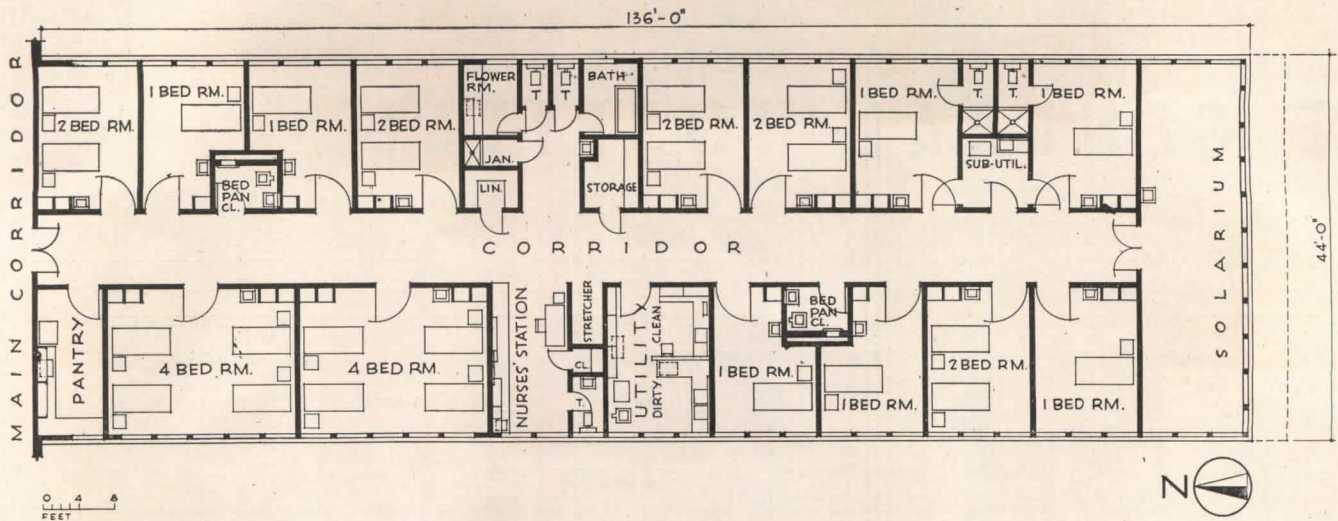 136'-0"
44'-0"
MAIN CORRIDOR
2 BED RM.
1 BED RM.
BED
PAN
CL.
1 BED RM.
2 BED RM.
FLOWER
RM.
T
T
BATH
JAN.
LIN.
STORAGE
2 BED RM.
2 BED RM.
1 BED RM.
T.
T.
1 BED RM.
SUB-UTIL.
SOLARIUM
CORRIDOR
PANTRY
4 BED RM.
4 BED RM.
NURSES' STATION
STRETCHER
CL.
T.
UTILITY
CLEAN
DIRTY
1 BED RM.
BED
PAN
CL.
1 BED RM.
2 BED RM.
1 BED RM.
0 4 8
FEET
N